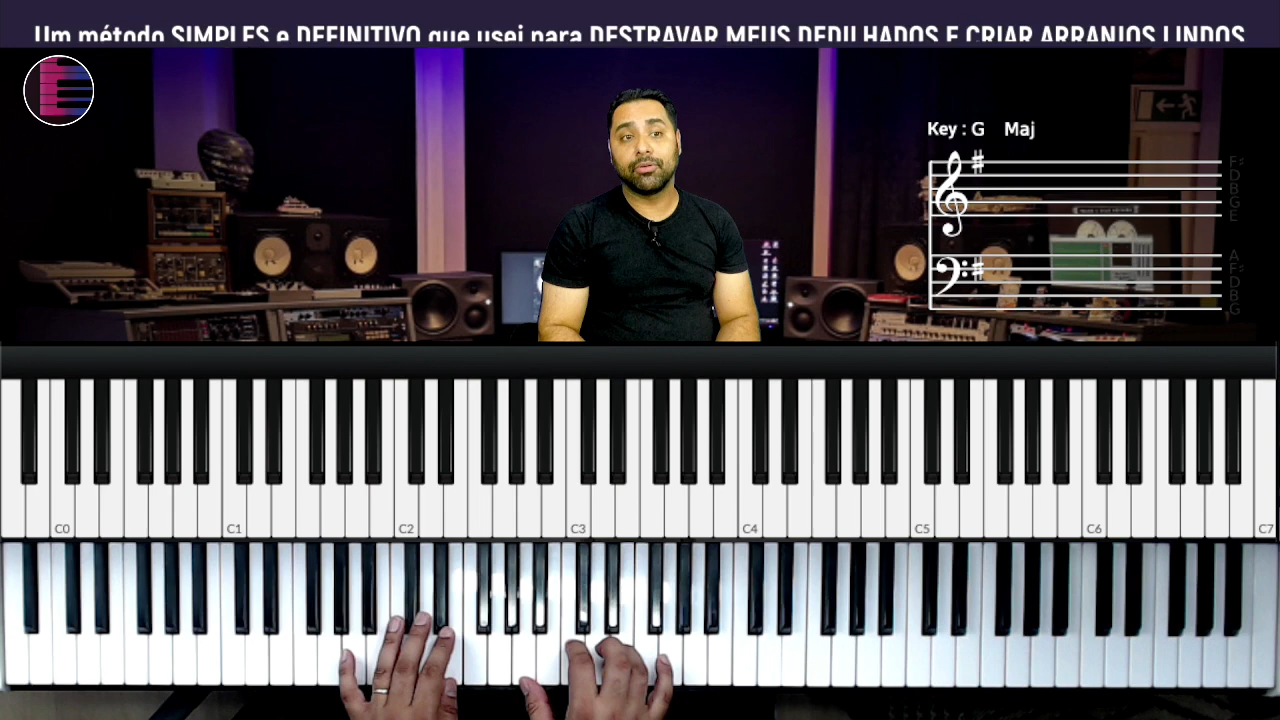 Um método SIMPLES e DEFINITIVO que usei para DESTRAVAR MEUS DEDILHADOS E CRIAR ARRANJOS LINDOS
Key : G Maj
F♯
D
B
G
E
A
F♯
D
B
G
C0 C1 C2 C3 C4 C5 C6 C7